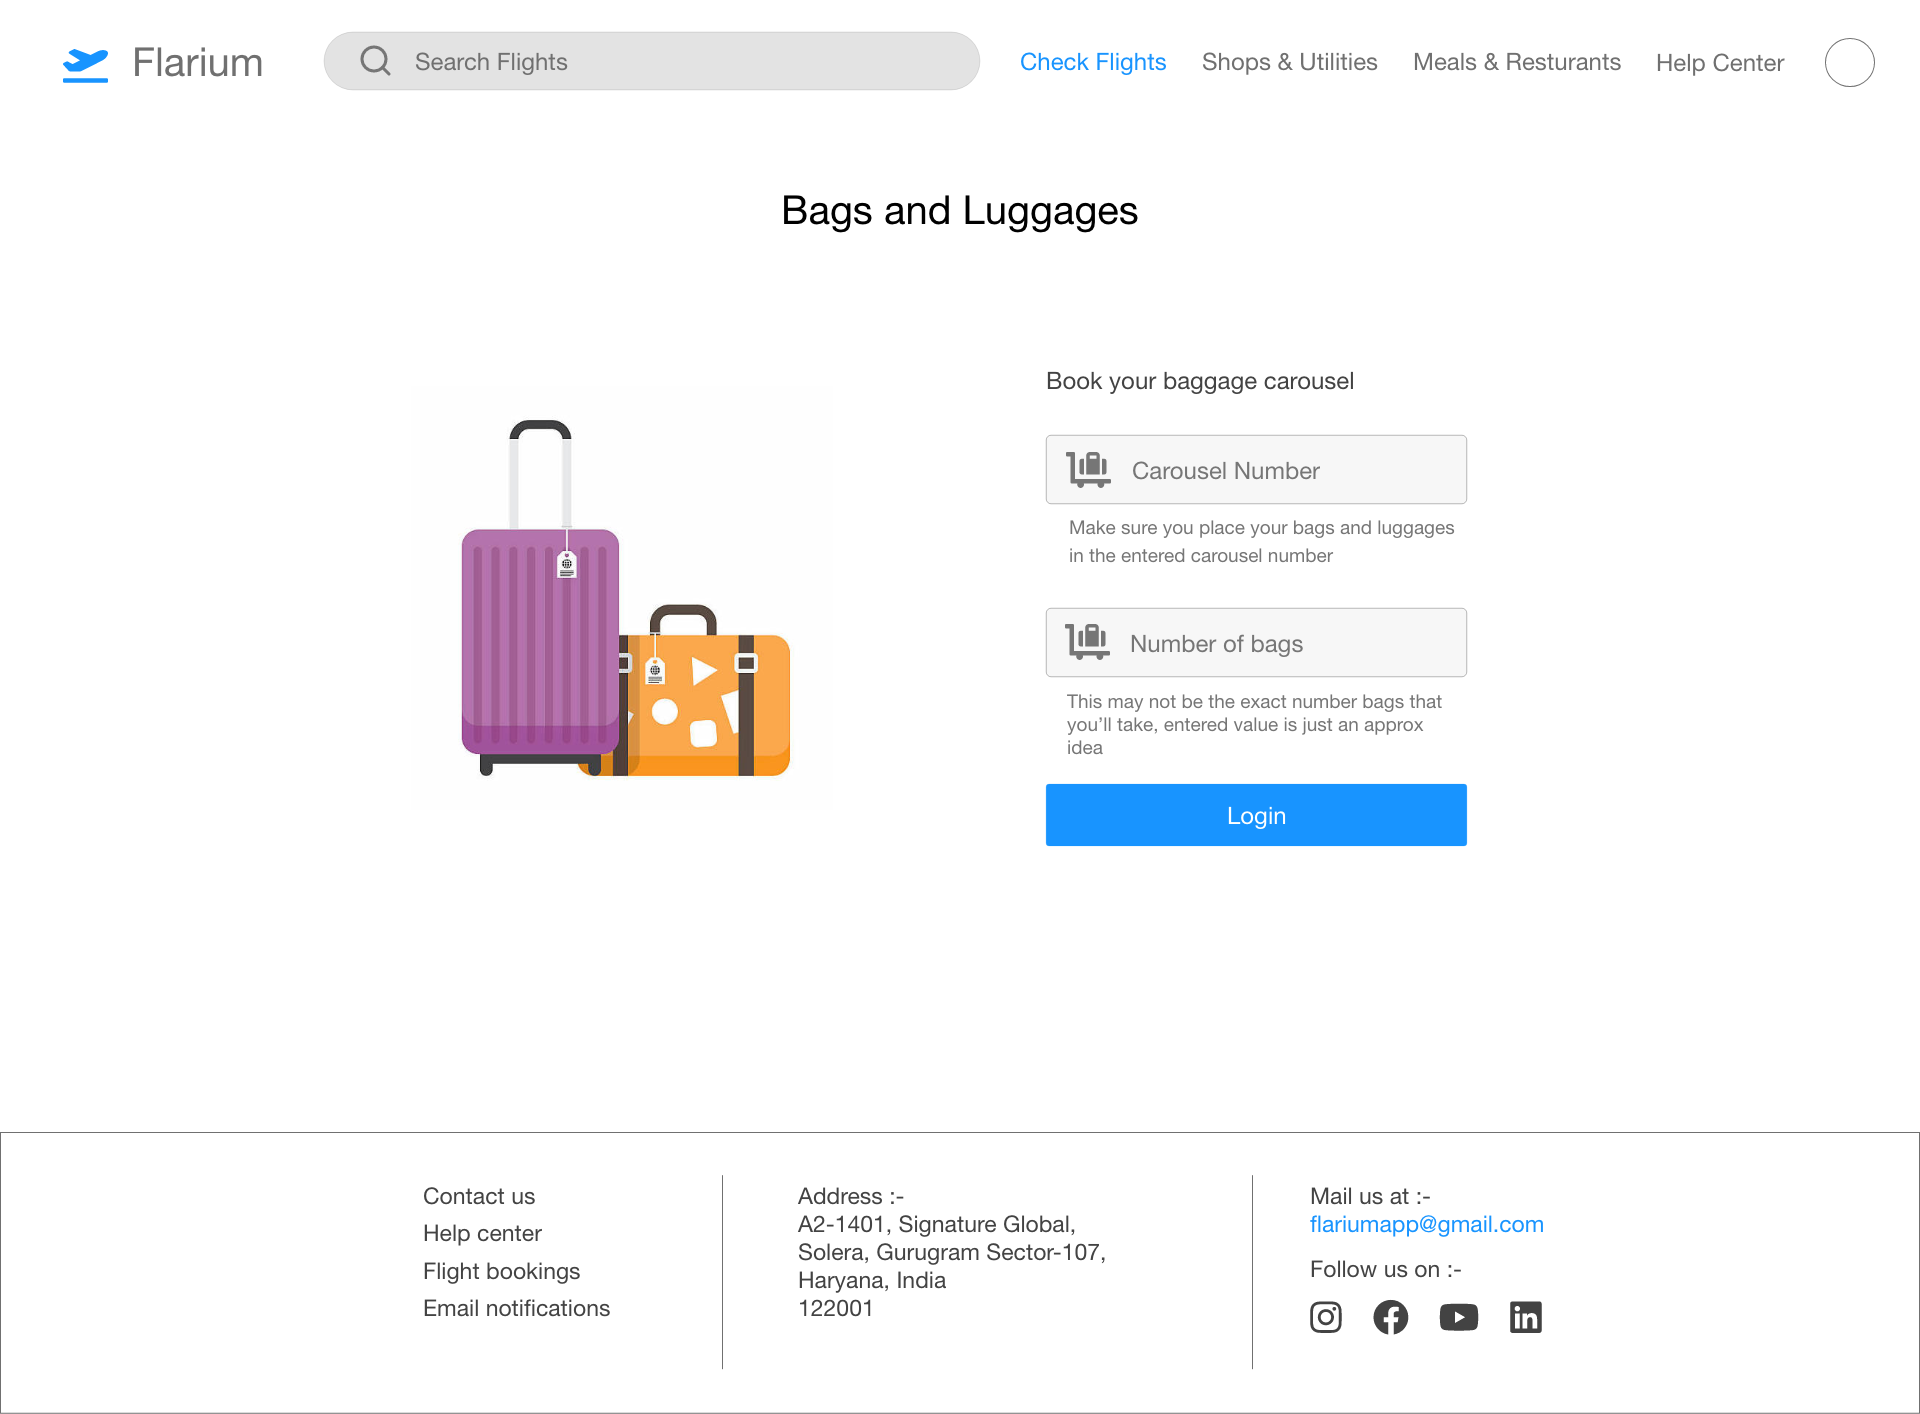 Flarium
Search Flights
Check Flights
Shops & Utilities
Meals & Resturants
Help Center
Bags and Luggages
Book your baggage carousel
Carousel Number
Make sure you place your bags and luggages
in the entered carousel number
Number of bags
This may not be the exact number bags that
you’ll take, entered value is just an approx
idea
Login
Contact us
Help center
Flight bookings
Email notifications
Address :-
A2-1401, Signature Global,
Solera, Gurugram Sector-107,
Haryana, India
122001
Mail us at :-
flariumapp@gmail.com
Follow us on :-